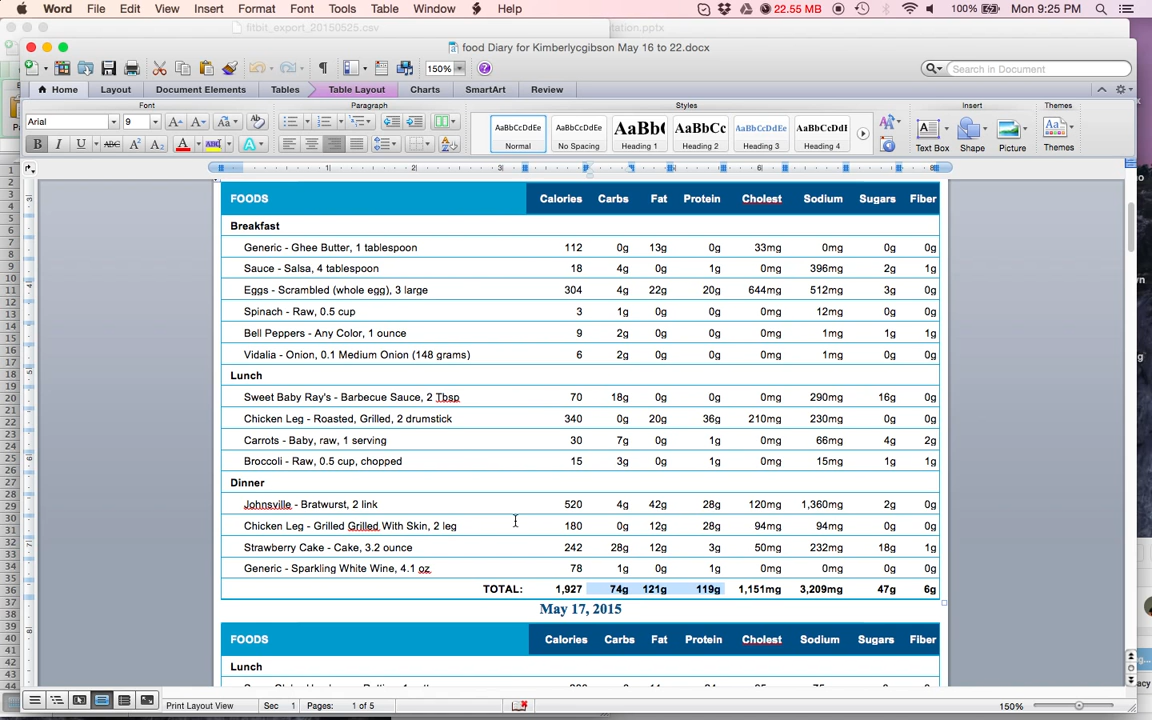 Word File Edit View Insert Format Font Tools Table Window Help 22.55 MB 100% Mon 9:25 PM
fitbit_export_20150525.csv tation.pptx
food Diary for Kimberlycgibson May 16 to 22.docx
150% Search in Document
Home Layout Document Elements Tables Table Layout Charts SmartArt Review
Font Paragraph Styles Insert Themes
Arial 9 AaBbCcDdEe AaBbCcDdEe AaBb( AaBbCc AaBbCcDdEe AaBbCcDdI
Normal No Spacing Heading 1 Heading 2 Heading 3 Heading 4 Text Box Shape Picture Themes
FOODS Calories Carbs Fat Protein Cholest Sodium Sugars Fiber
Breakfast
Generic - Ghee Butter, 1 tablespoon 112 0g 13g 0g 33mg 0mg 0g 0g
Sauce - Salsa, 4 tablespoon 18 4g 0g 1g 0mg 396mg 2g 1g
Eggs - Scrambled (whole egg), 3 large 304 4g 22g 20g 644mg 512mg 3g 0g
Spinach - Raw, 0.5 cup 3 1g 0g 0g 0mg 12mg 0g 0g
Bell Peppers - Any Color, 1 ounce 9 2g 0g 0g 0mg 1mg 1g 1g
Vidalia - Onion, 0.1 Medium Onion (148 grams) 6 2g 0g 0g 0mg 1mg 0g 0g
Lunch
Sweet Baby Ray's - Barbecue Sauce, 2 Tbsp 70 18g 0g 0g 0mg 290mg 16g 0g
Chicken Leg - Roasted, Grilled, 2 drumstick 340 0g 20g 36g 210mg 230mg 0g 0g
Carrots - Baby, raw, 1 serving 30 7g 0g 1g 0mg 66mg 4g 2g
Broccoli - Raw, 0.5 cup, chopped 15 3g 0g 1g 0mg 15mg 1g 1g
Dinner
Johnsville - Bratwurst, 2 link 520 4g 42g 28g 120mg 1,360mg 2g 0g
Chicken Leg - Grilled Grilled With Skin, 2 leg 180 0g 12g 28g 94mg 94mg 0g 0g
Strawberry Cake - Cake, 3.2 ounce 242 28g 12g 3g 50mg 232mg 18g 1g
Generic - Sparkling White Wine, 4.1 oz 78 1g 0g 1g 0mg 0mg 0g 0g
TOTAL: 1,927 74g 121g 119g 1,151mg 3,209mg 47g 6g
May 17, 2015
FOODS Calories Carbs Fat Protein Cholest Sodium Sugars Fiber
Lunch
Print Layout View Sec 1 Pages: 1 of 5 150%